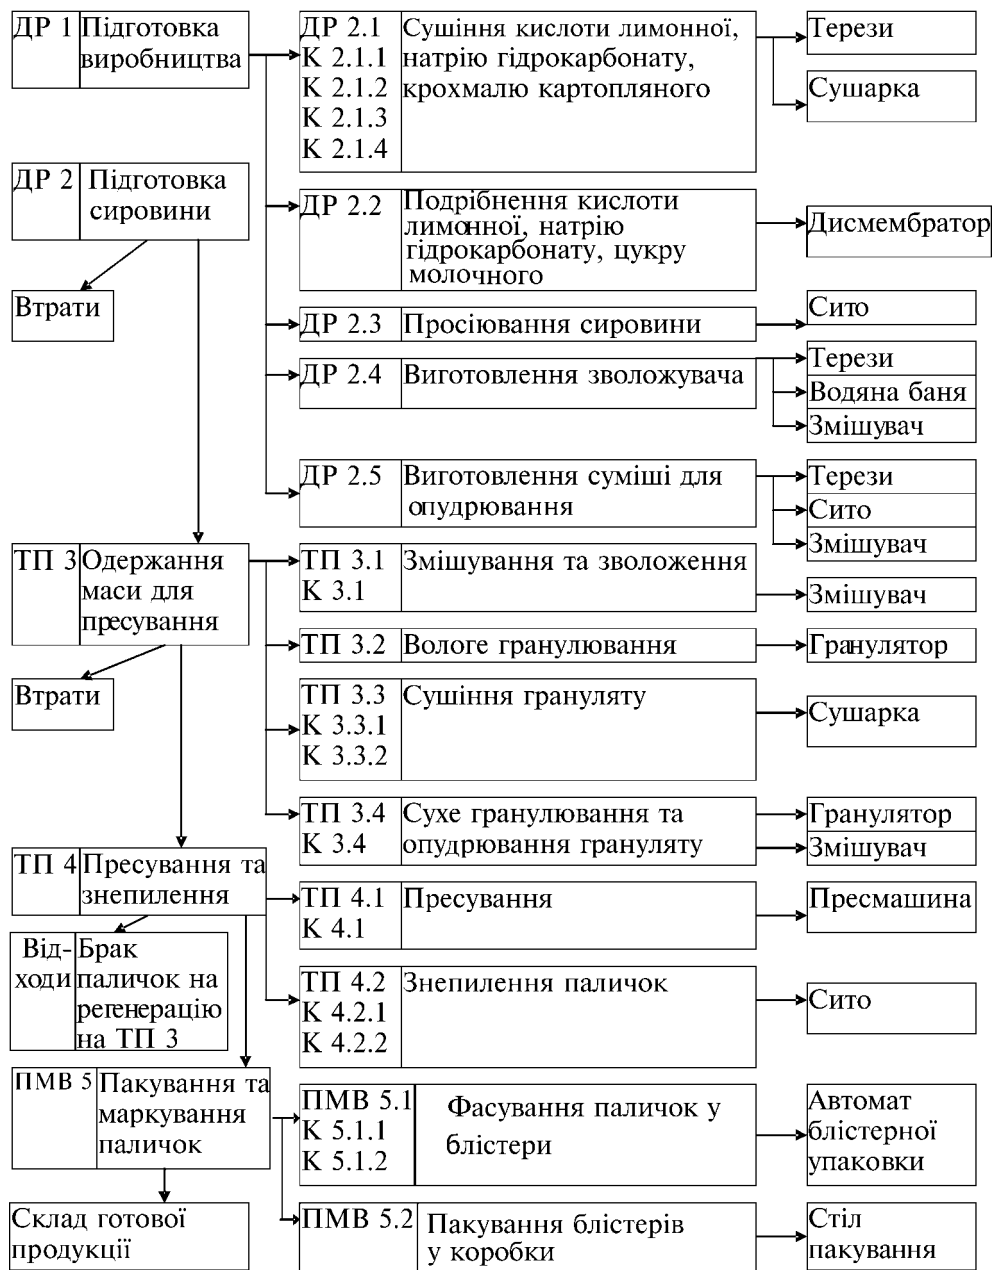 ДР 1 Підготовка
виробництва
ДР 2.1 Сушіння кислоти лимонної,
К 2.1.1 натрію гідрокарбонату,
К 2.1.2 крохмалю картопляного
К 2.1.3
К 2.1.4
Терези
Сушарка
ДР 2 Підготовка
сировини
Втрати
ДР 2.2 Подрібнення кислоти
лимонної, натрію
гідрокарбонату, цукру
молочного
Дисмембратор
ДР 2.3 Просіювання сировини
Сито
ДР 2.4 Виготовлення зволожувача
Терези
Водяна баня
Змішувач
ДР 2.5 Виготовлення суміші для
опудрювання
Терези
Сито
Змішувач
ТП 3 Одержання
маси для
пресування
Втрати
ТП 3.1 Змішування та зволоження
К 3.1
Змішувач
ТП 3.2 Вологе гранулювання
Гранулятор
ТП 3.3 Сушіння грануляту
К 3.3.1
К 3.3.2
Сушарка
ТП 3.4 Сухе гранулювання та
К 3.4 опудрювання грануляту
Гранулятор
Змішувач
ТП 4 Пресування та
знепилення
Від- Брак
ходи паличок на
регенерацію
на ТП 3
ТП 4.1 Пресування
К 4.1
Пресмашина
ТП 4.2 Знепилення паличок
К 4.2.1
К 4.2.2
Сито
ПМВ 5 Пакування та
маркування
паличок
ПМВ 5.1 Фасування паличок у
К 5.1.1 блістери
К 5.1.2
Автомат
блістерної
упаковки
Склад готової
продукції
ПМВ 5.2 Пакування блістерів
у коробки
Стіл
пакування